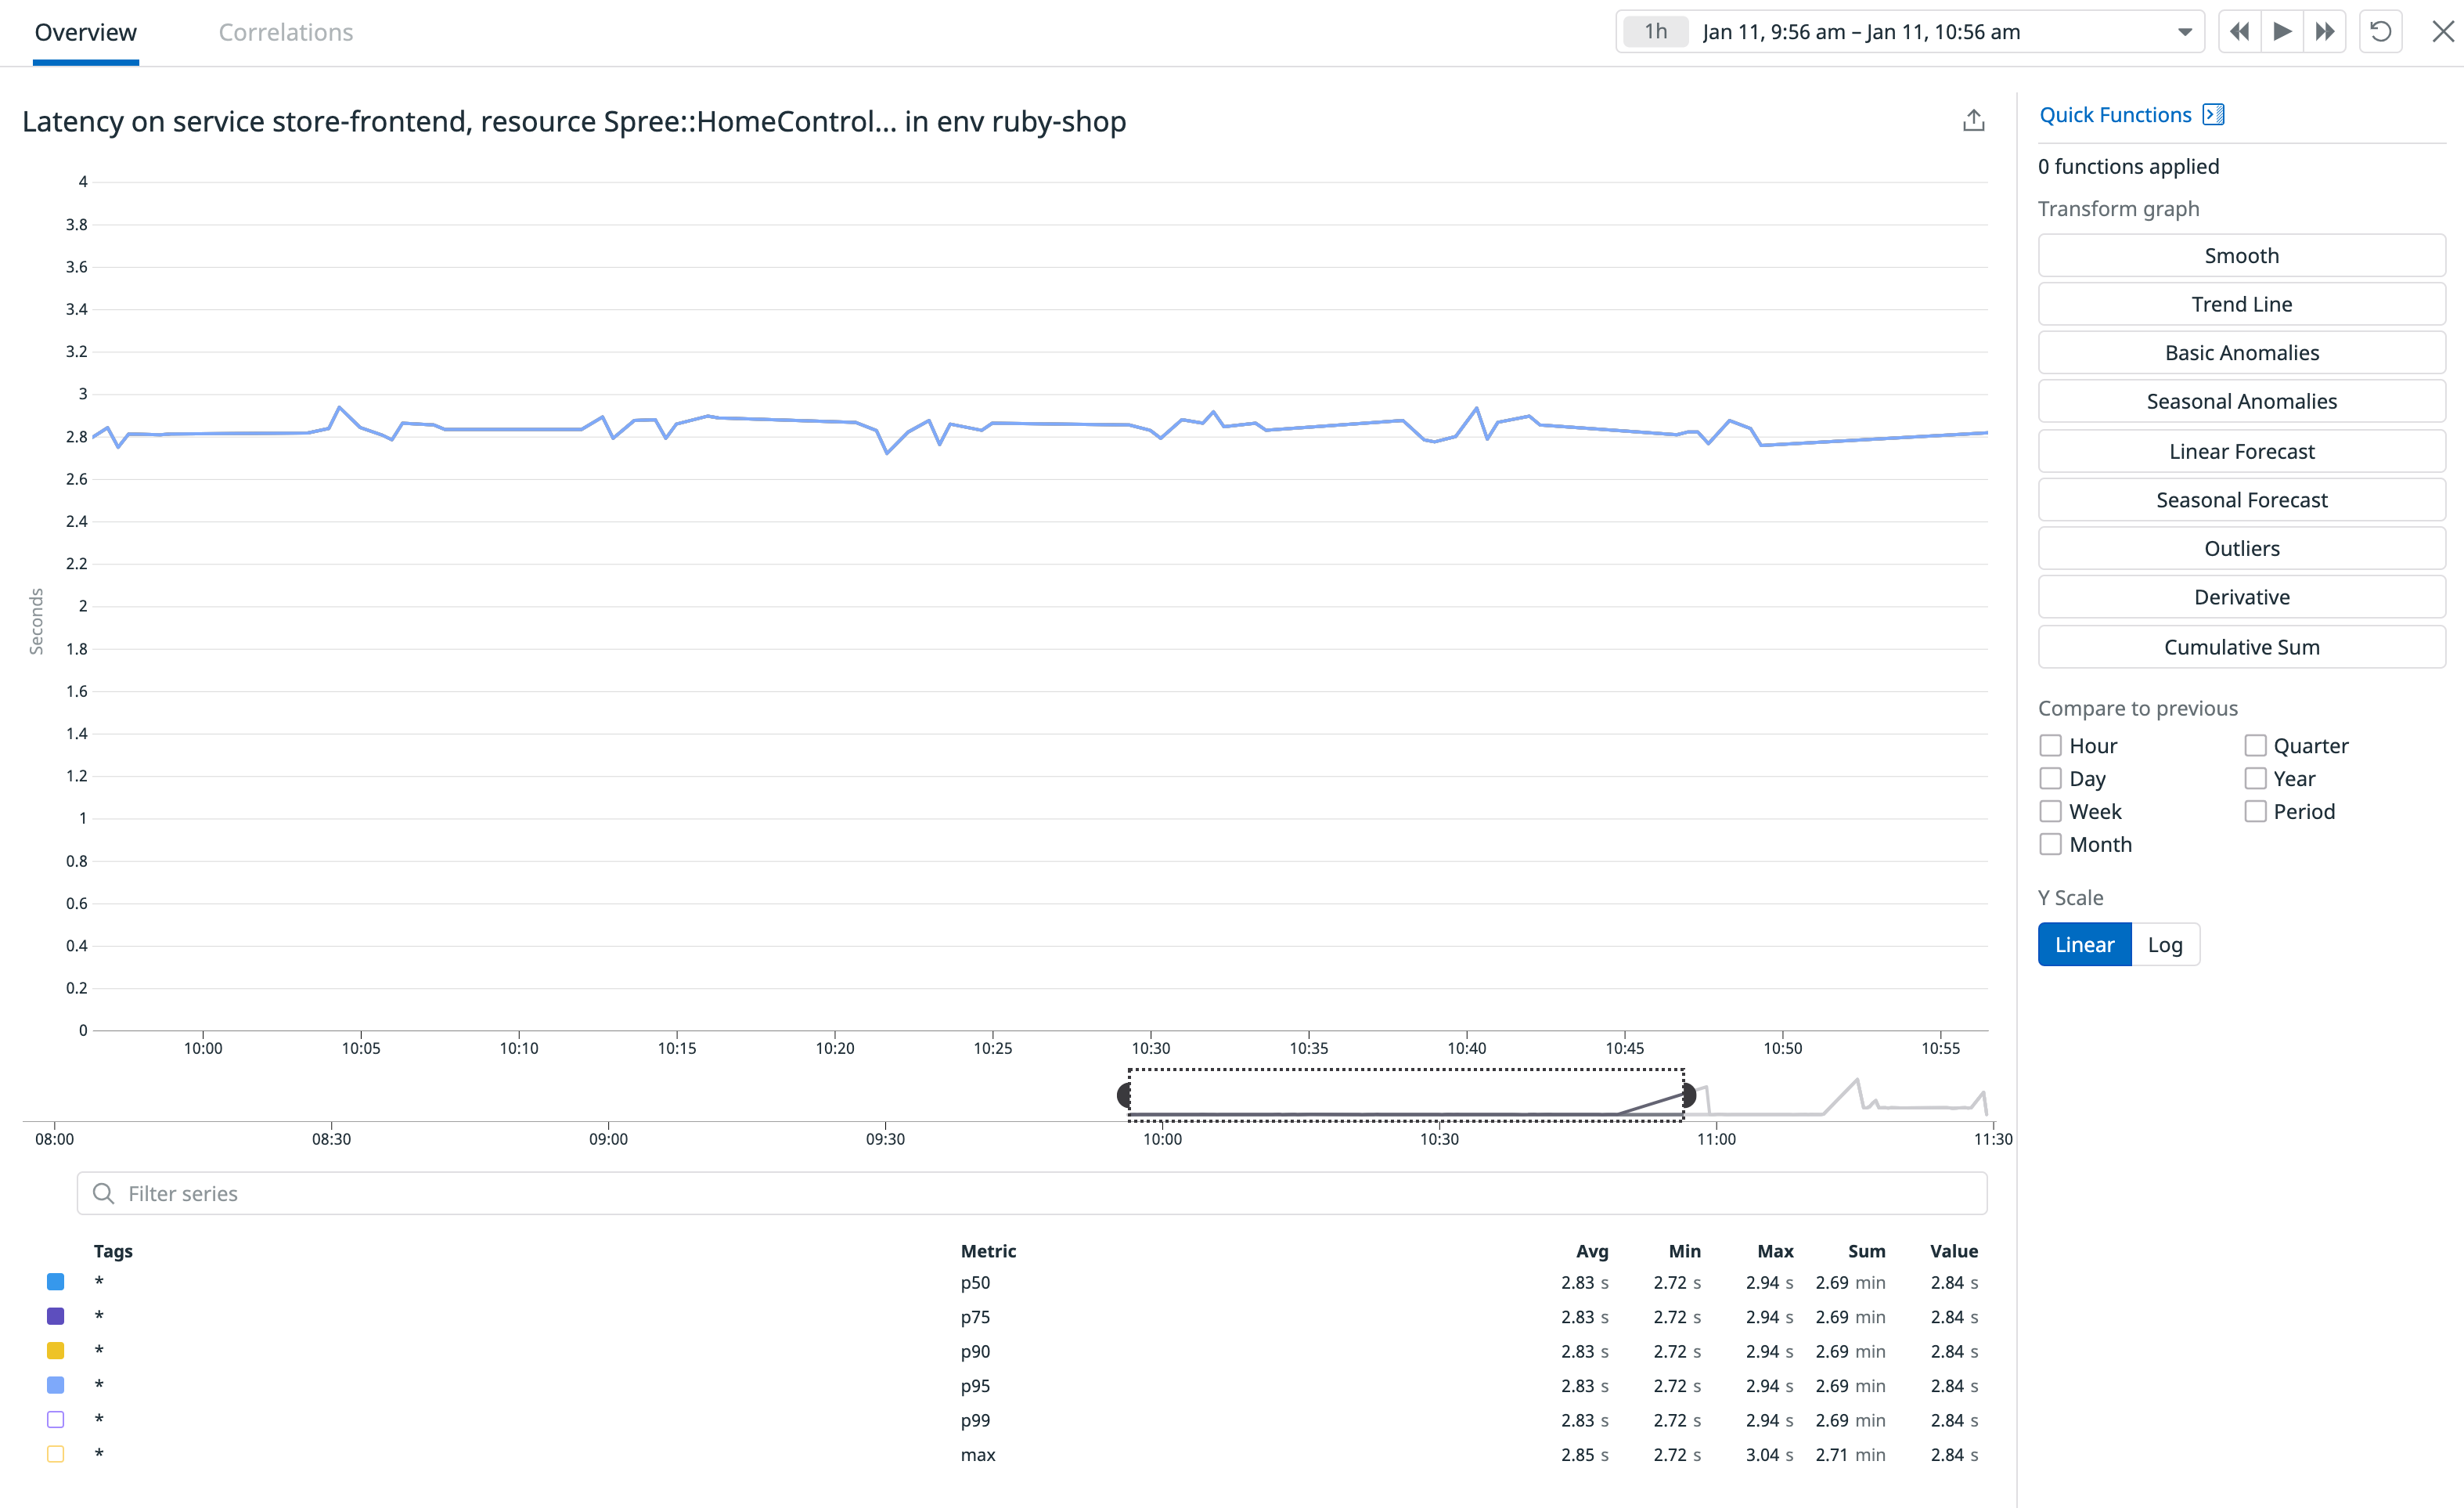 Overview
Correlations
1h Jan 11, 9:56 am – Jan 11, 10:56 am
Latency on service store-frontend, resource Spree::HomeControl... in env ruby-shop
Seconds
4
3.8
3.6
3.4
3.2
3
2.8
2.6
2.4
2.2
2
1.8
1.6
1.4
1.2
1
0.8
0.6
0.4
0.2
0
10:00 10:05 10:10 10:15 10:20 10:25 10:30 10:35 10:40 10:45 10:50 10:55
08:00 08:30 09:00 09:30 10:00 10:30 11:00 11:30
Filter series
Tags Metric Avg Min Max Sum Value
* p50 2.83 s 2.72 s 2.94 s 2.69 min 2.84 s
* p75 2.83 s 2.72 s 2.94 s 2.69 min 2.84 s
* p90 2.83 s 2.72 s 2.94 s 2.69 min 2.84 s
* p95 2.83 s 2.72 s 2.94 s 2.69 min 2.84 s
* p99 2.83 s 2.72 s 2.94 s 2.69 min 2.84 s
* max 2.85 s 2.72 s 3.04 s 2.71 min 2.84 s
Quick Functions
0 functions applied
Transform graph
Smooth
Trend Line
Basic Anomalies
Seasonal Anomalies
Linear Forecast
Seasonal Forecast
Outliers
Derivative
Cumulative Sum
Compare to previous
Hour Quarter
Day Year
Week Period
Month
Y Scale
Linear Log